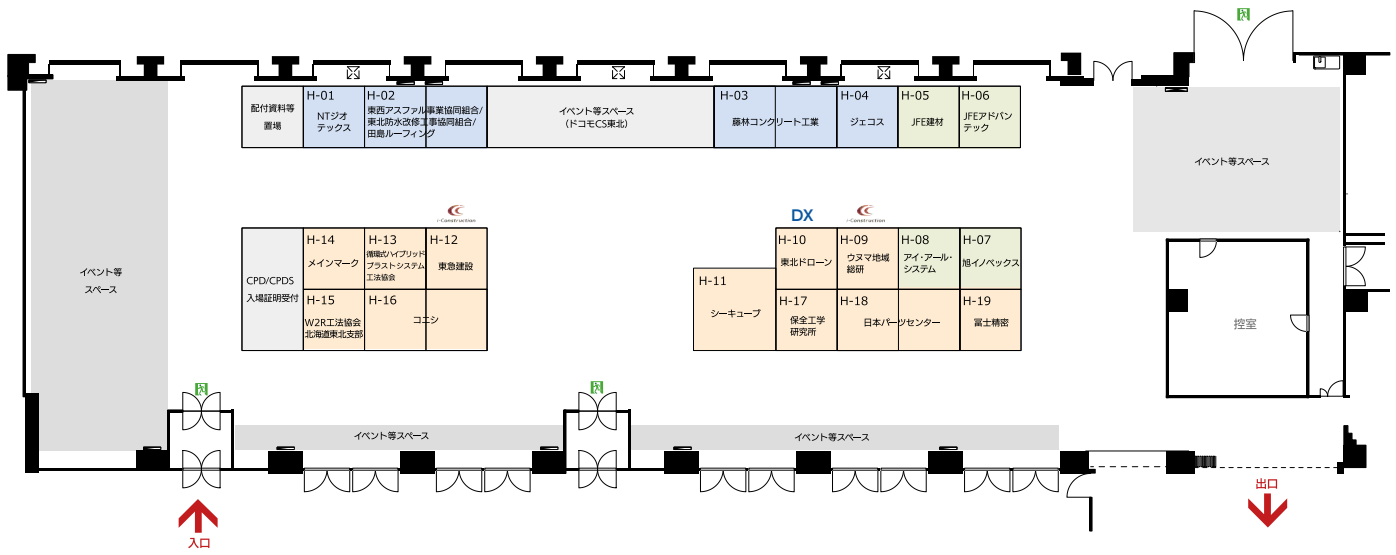 配付資料等
置場
H-01
NTジオ
テックス
H-02
東西アスファルト事業協同組合/
東北防水改修工事協同組合/
田島ルーフィング
イベント等スペース
（ドコモCS東北）
H-03
藤林コンクリート工業
H-04
ジェコス
H-05
JFE建材
H-06
JFEアドバン
テック
イベント等スペース
イベント等
スペース
i-Construction
DX
i-Construction
CPD/CPDS
入場証明受付
H-14
メインマーク
H-13
循環式ハイブリッド
ブラストシステム
工法協会
H-12
東急建設
H-15
W2R工法協会
北海道東北支部
H-16
コニシ
H-11
シーキューブ
H-10
東北ドローン
H-09
ウヌマ地域
総研
H-08
アイ・アール・
システム
H-07
旭イノベックス
H-17
保全工学
研究所
H-18
日本パーツセンター
H-19
冨士精密
控室
イベント等スペース
イベント等スペース
入口
出口